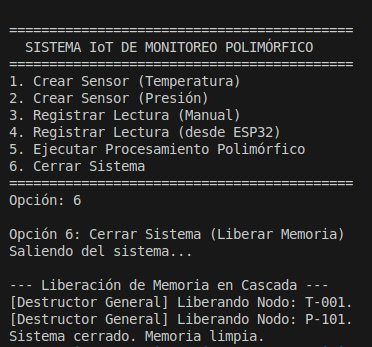 ===========================================
SISTEMA IoT DE MONITOREO POLIMÓRFICO
===========================================
1. Crear Sensor (Temperatura)
2. Crear Sensor (Presión)
3. Registrar Lectura (Manual)
4. Registrar Lectura (desde ESP32)
5. Ejecutar Procesamiento Polimórfico
6. Cerrar Sistema
===========================================
Opción: 6
Opción 6: Cerrar Sistema (Liberar Memoria)
Saliendo del sistema...
--- Liberación de Memoria en Cascada ---
[Destructor General] Liberando Nodo: T-001.
[Destructor General] Liberando Nodo: P-101.
Sistema cerrado. Memoria limpia.